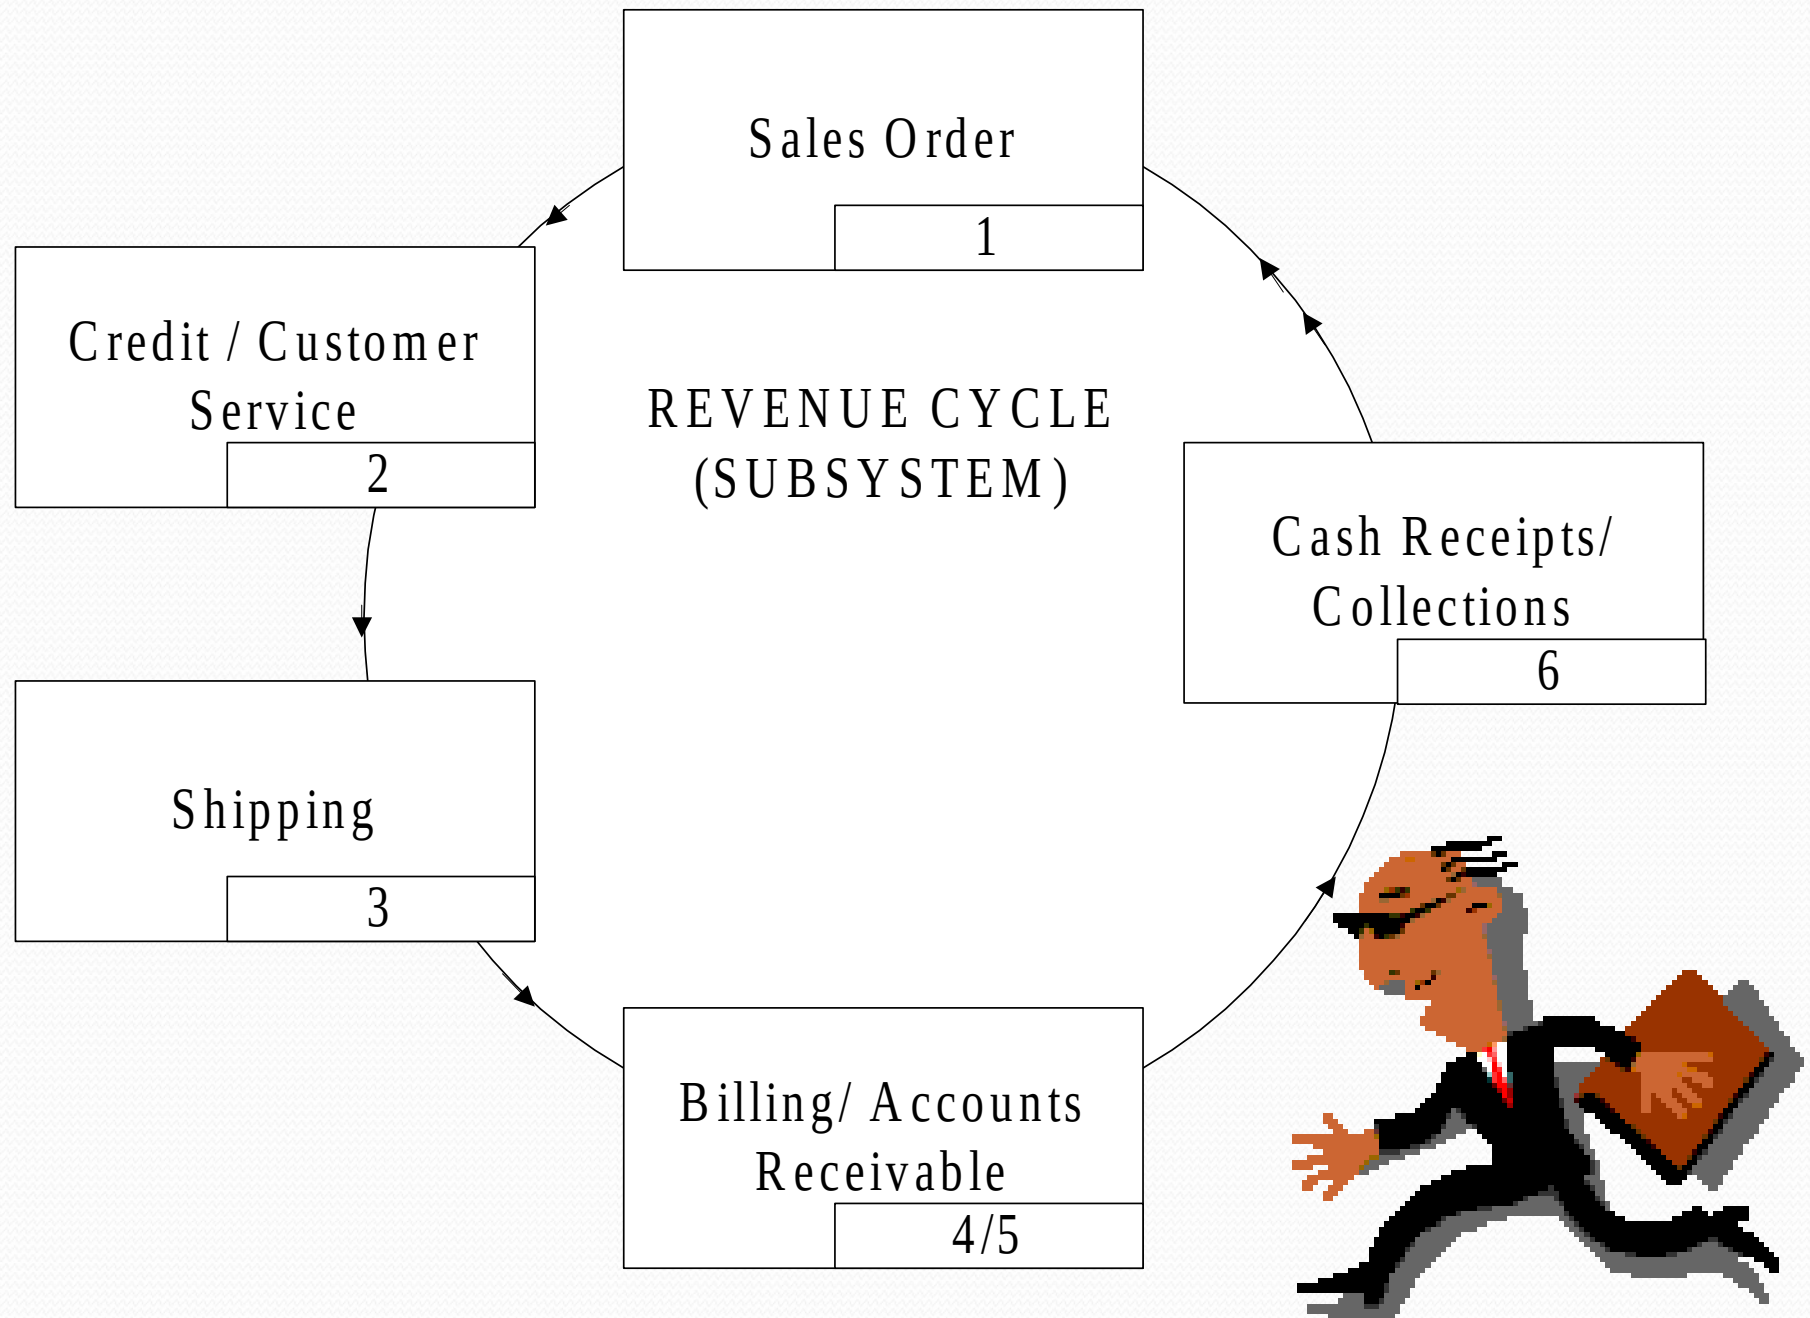 Sales Order
1
Credit / Customer
Service
2
REVENUE CYCLE
(SUBSYSTEM)
Cash Receipts/
Collections
6
Shipping
3
Billing/ Accounts
Receivable
4/5